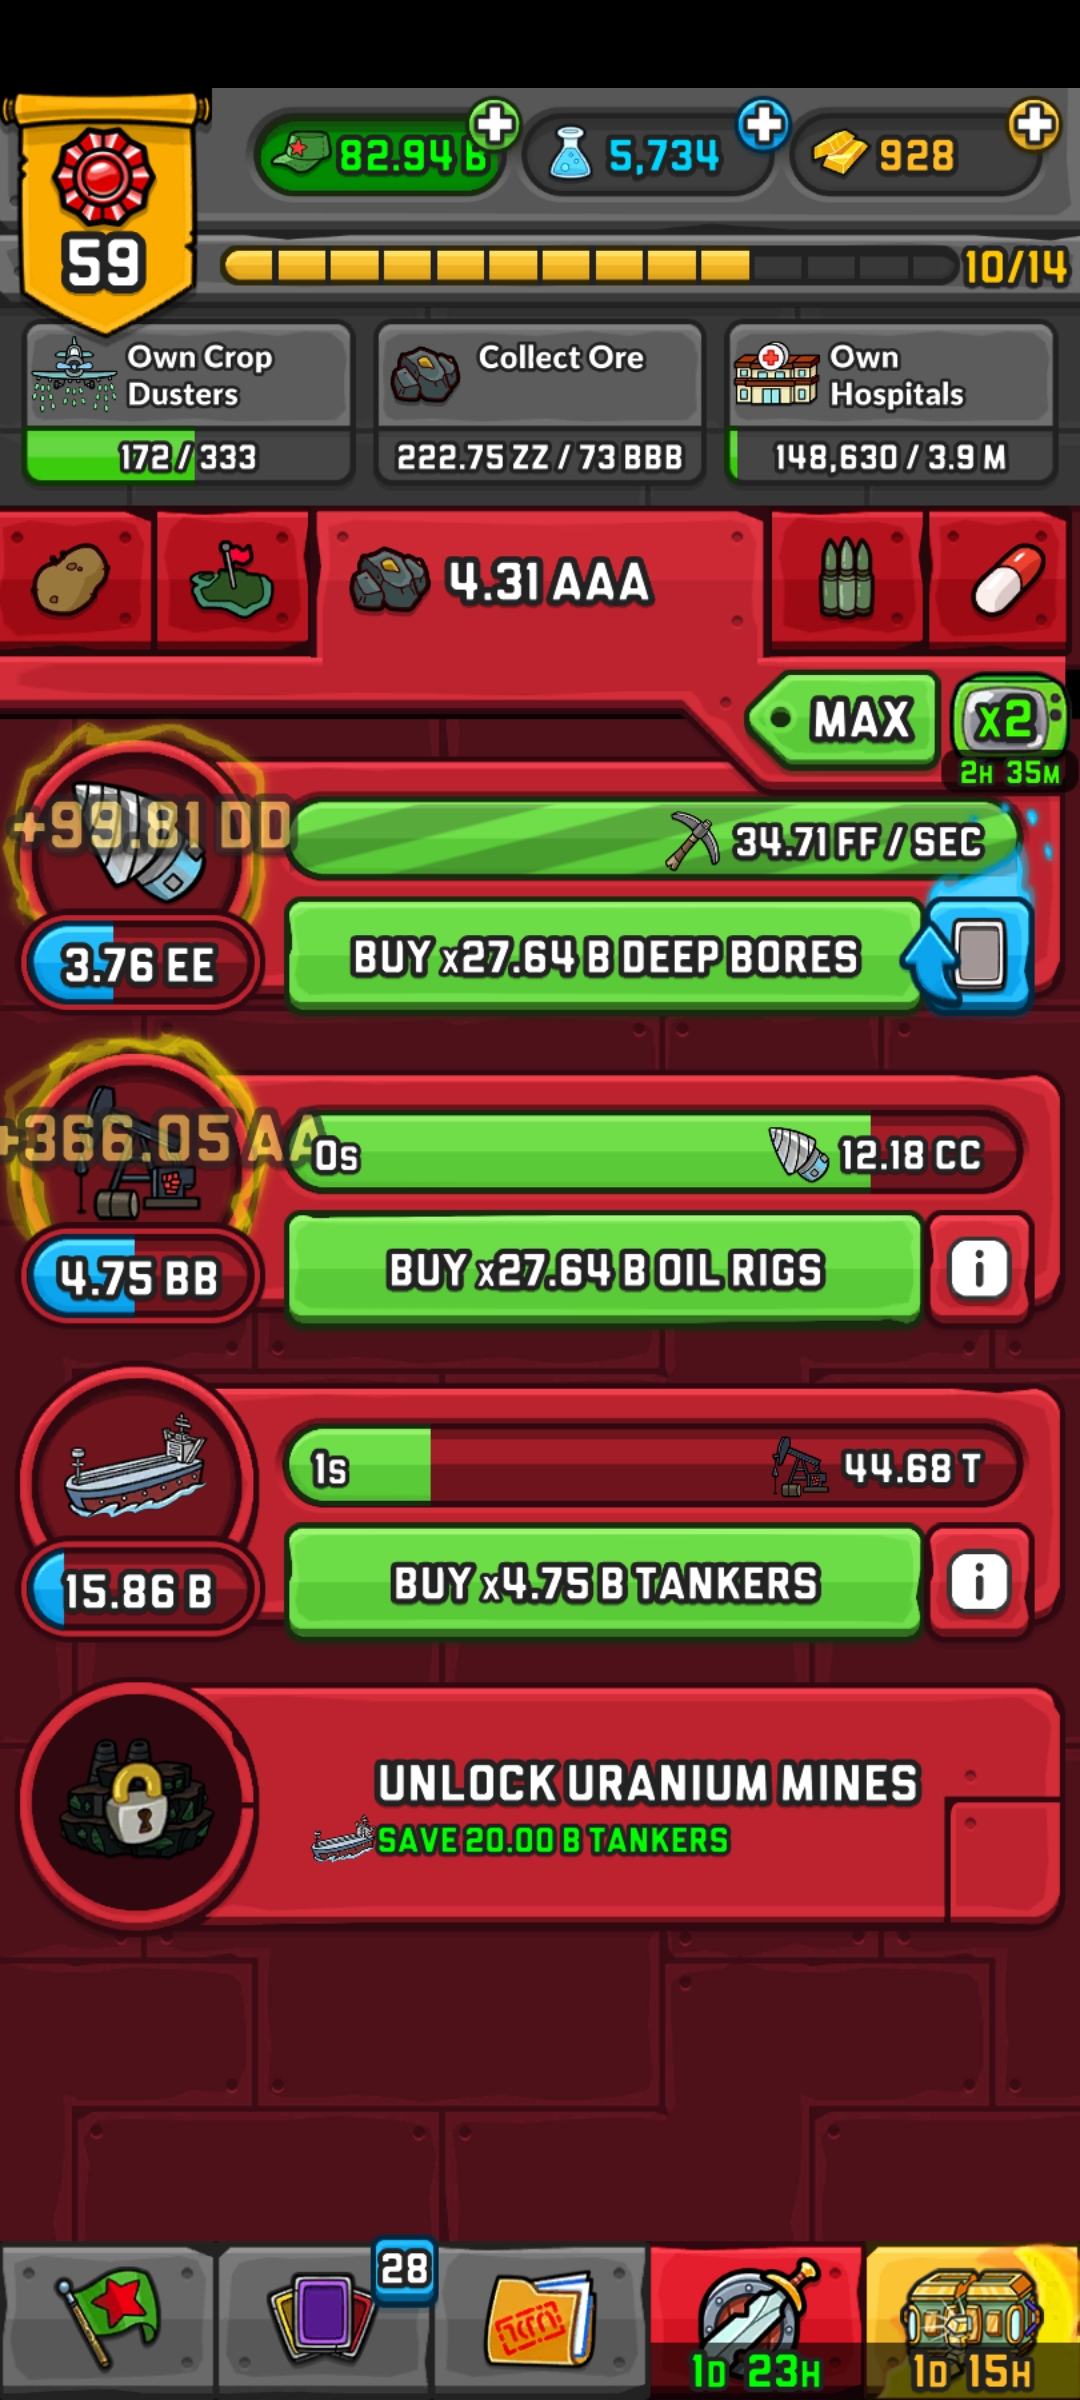 59
82.94 B
5,734
928
10/14
Own Crop
Dusters
172 / 333
Collect Ore
222.75 ZZ / 73 BBB
Own
Hospitals
148,630 / 3.9 M
4.31 AAA
MAX
x2
2H 35M
+99.81 DD
34.71 FF / SEC
3.76 EE
BUY x27.64 B DEEP BORES
+366.05 AA
0s
12.18 CC
4.75 BB
BUY x27.64 B OIL RIGS
i
1s
44.68 T
15.86 B
BUY x4.75 B TANKERS
i
UNLOCK URANIUM MINES
SAVE 20.00 B TANKERS
28
1D 23H
1D 15H